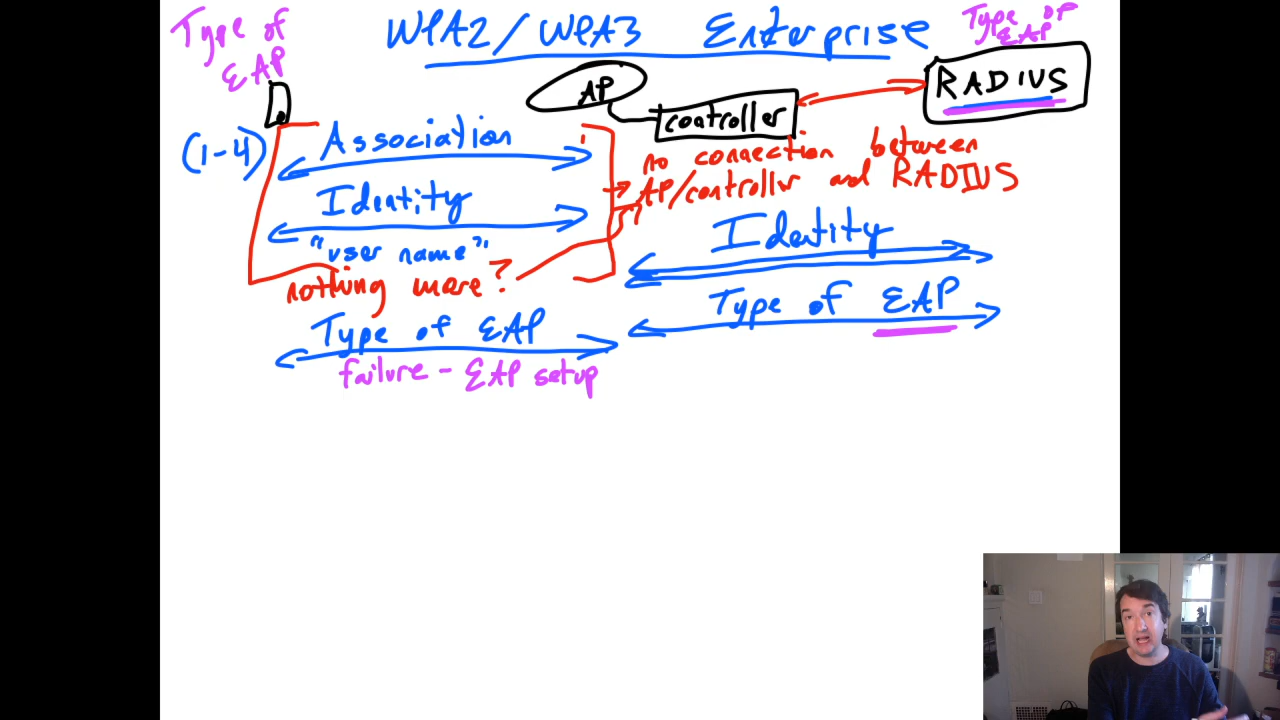 Type of
EAP
WPA2/WPA3 Enterprise
Type of
EAP
AP
controller
RADIUS
(1-4)
Association
no connection between
AP/controller and RADIUS
Identity
"user name"
nothing more?
Identity
Type of EAP
Type of EAP
failure - EAP setup